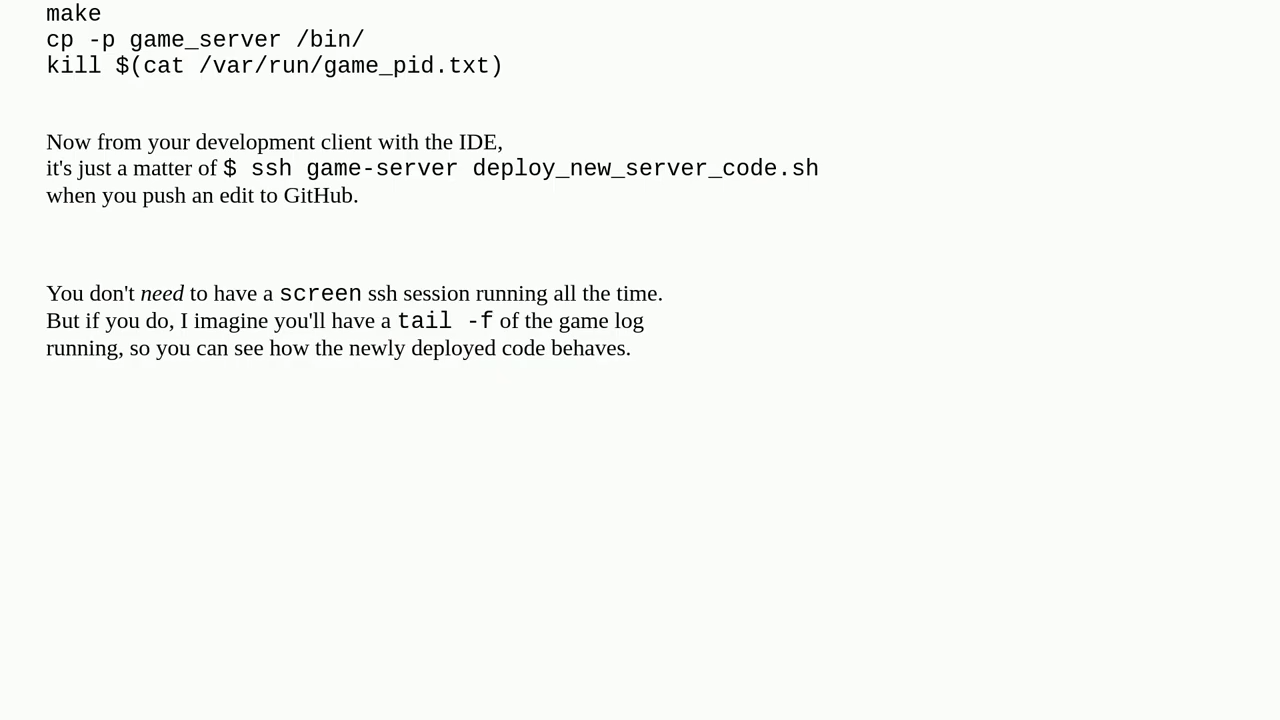 make
cp -p game_server /bin/
kill $(cat /var/run/game_pid.txt)
Now from your development client with the IDE,
it's just a matter of $ ssh game-server deploy_new_server_code.sh
when you push an edit to GitHub.
You don't need to have a screen ssh session running all the time.
But if you do, I imagine you'll have a tail -f of the game log
running, so you can see how the newly deployed code behaves.